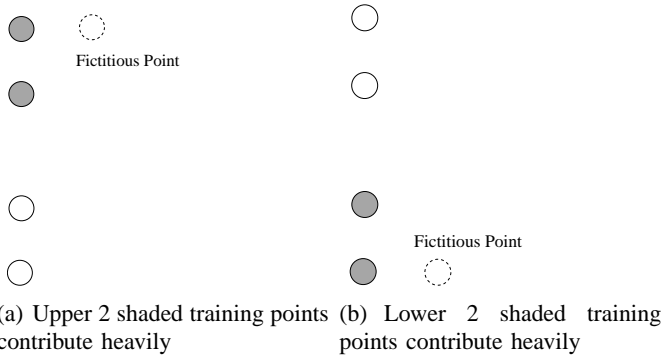 Fictitious Point
Fictitious Point
(a) Upper 2 shaded training points
contribute heavily
(b) Lower 2 shaded training
points contribute heavily